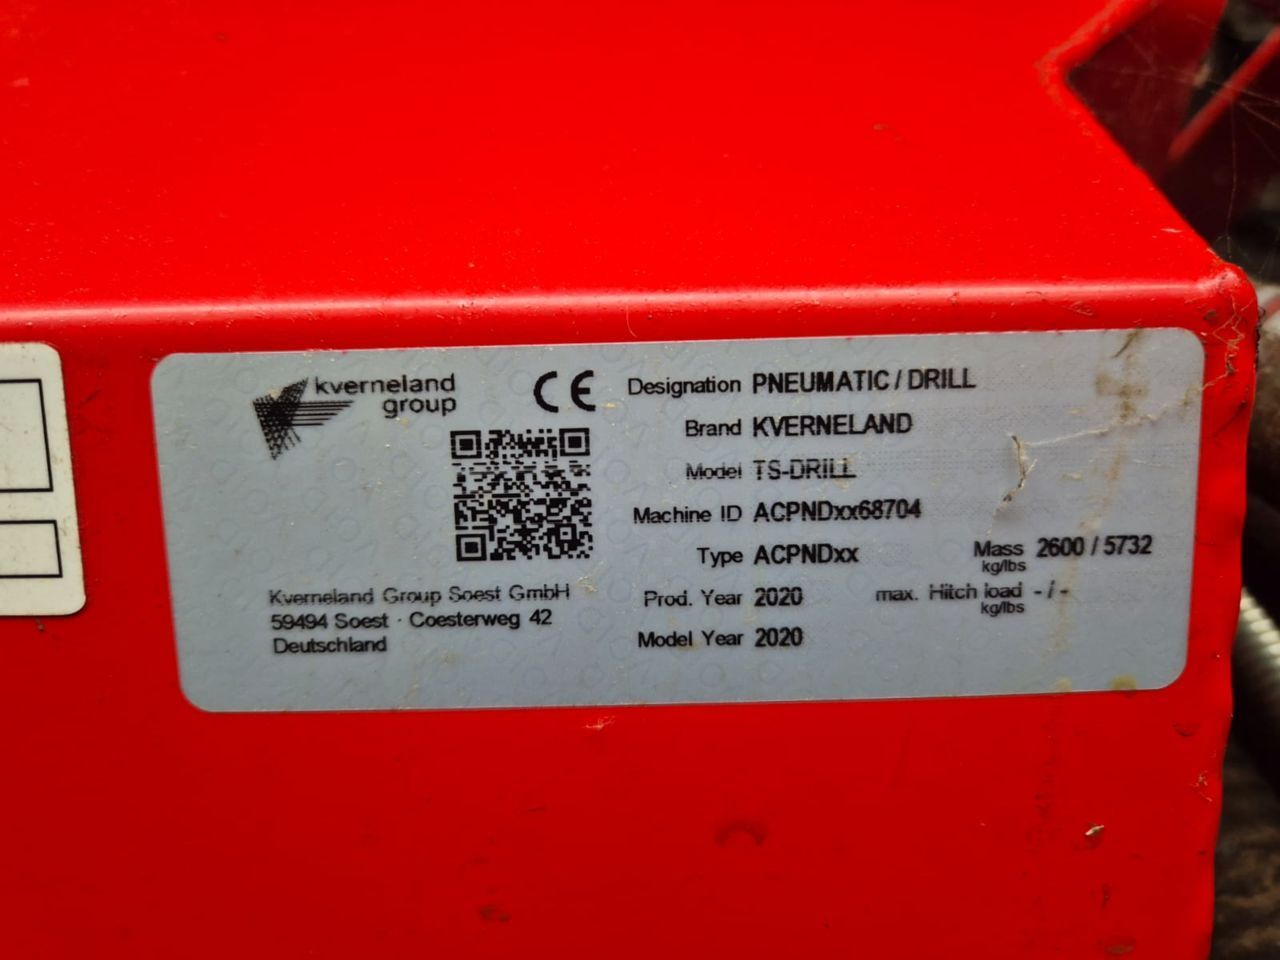 kverneland
group
CE
Designation PNEUMATIC / DRILL
Brand KVERNELAND
Model TS-DRILL
Machine ID ACPNDxx68704
Type ACPNDxx
Mass 2600 / 5732
kg/lbs
Prod. Year 2020
max. Hitch load - / -
kg/lbs
Model Year 2020
Kverneland Group Soest GmbH
59494 Soest · Coesterweg 42
Deutschland